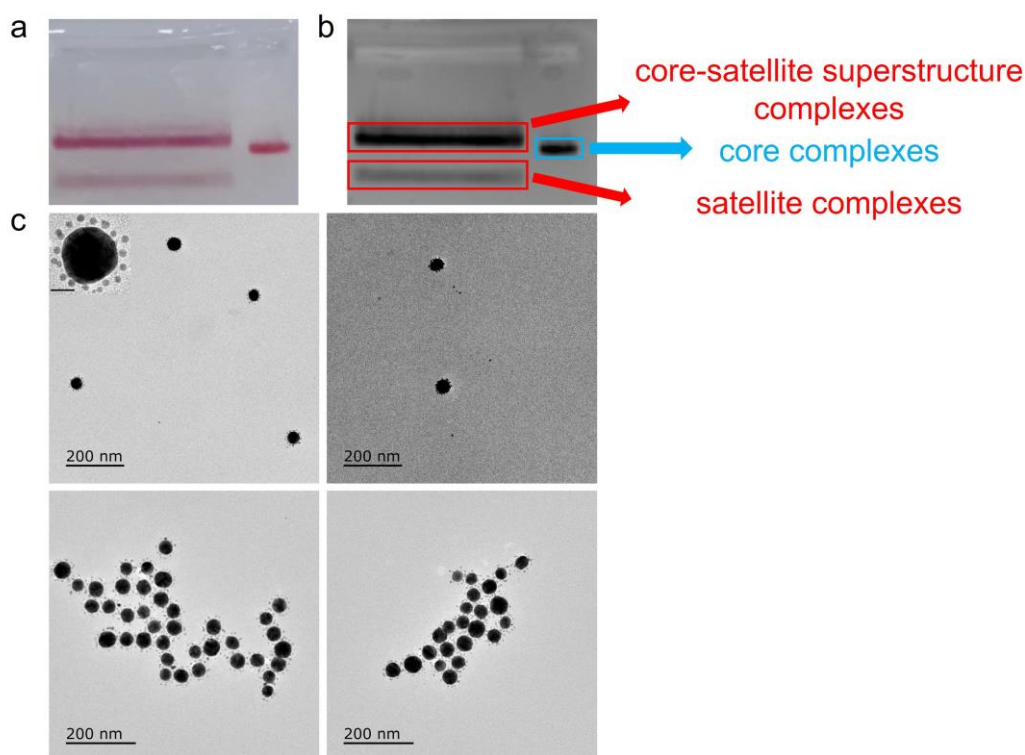 a
b
core-satellite superstructure
complexes
core complexes
satellite complexes
c
200 nm
200 nm
200 nm
200 nm